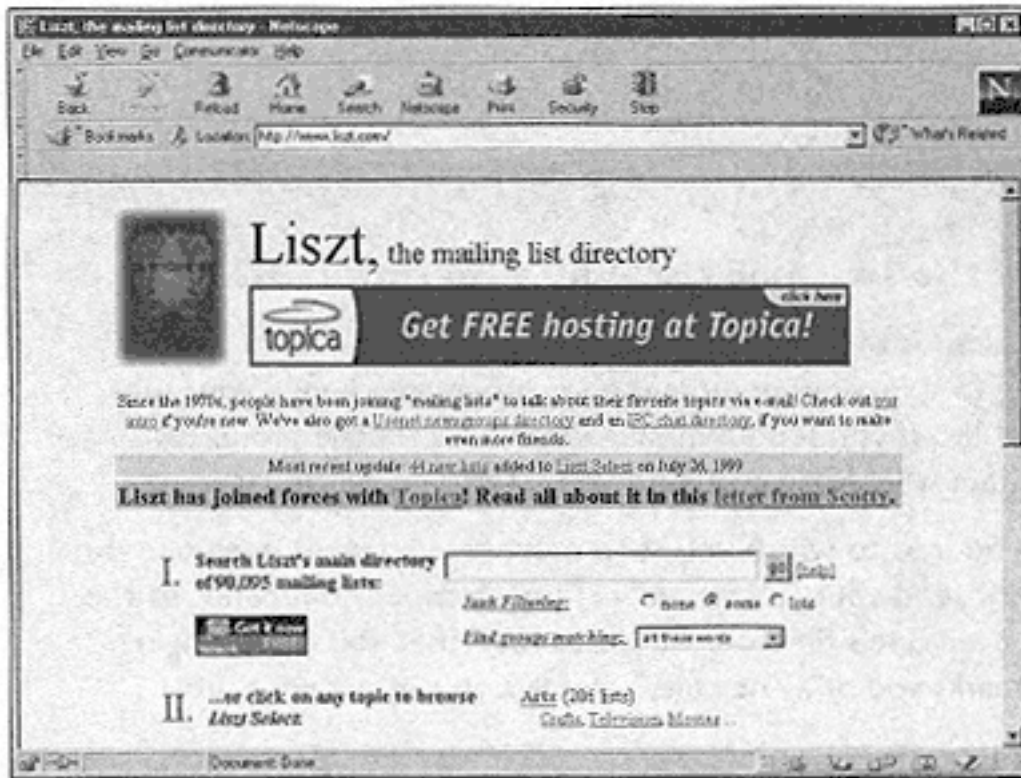 Liszt, the mailing list directory - Netscape
File Edit View Go Communicator Help
Back Reload Home Search Netscape Print Security Stop
Bookmarks Location: http://www.liszt.com/ What's Related
Liszt, the mailing list directory
click here
topica Get FREE hosting at Topica!
Since the 1970s, people have been joining "mailing lists" to talk about their favorite topics via e-mail! Check out our
intro if you're new. We've also got a Usenet newsgroups directory and an IRC chat directory, if you want to make
even more friends.
Most recent update: 44 new lists added to Liszt Select on July 26, 1999
Liszt has joined forces with Topica! Read all about it in this letter from Scotty.
I. Search Liszt's main directory
of 90,095 mailing lists: go [help]
Junk Filtering: none some lots
Find groups matching: all these words
Get it now
II. ...or click on any topic to browse
Liszt Select
Arts (206 lists)
Crafts, Television, Movies ...
Document: Done